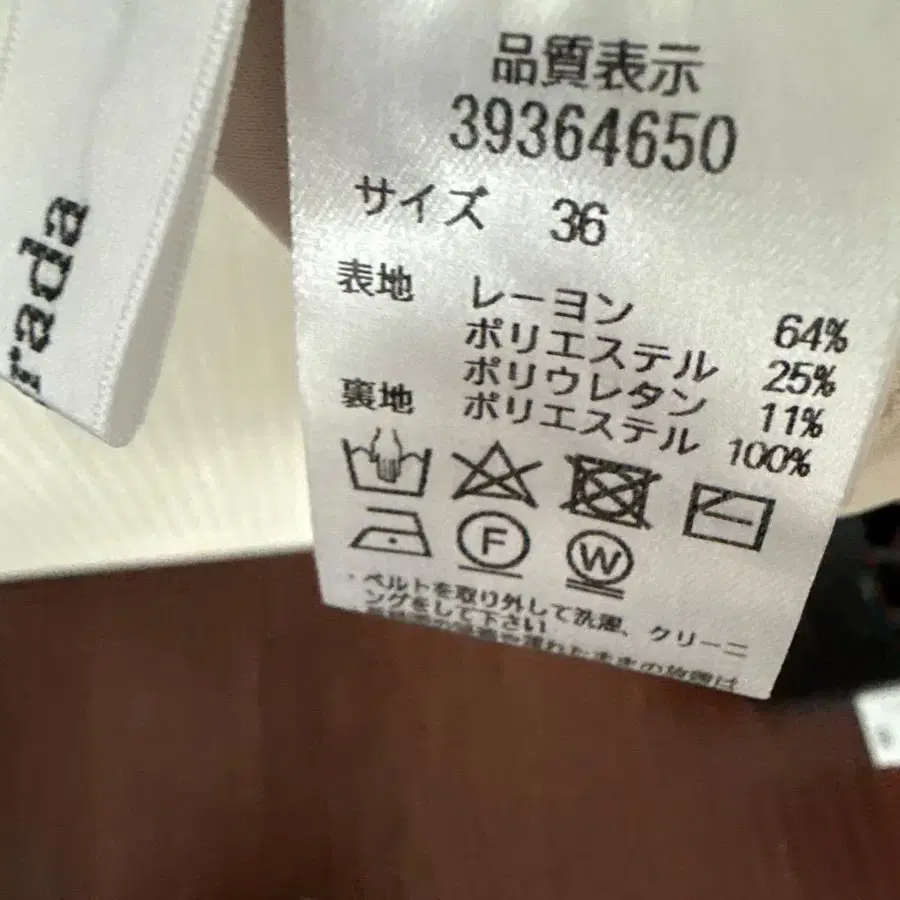 rada
品質表示
39364650
サイズ 36
表地 レーヨン 64%
ポリエステル 25%
ポリウレタン 11%
裏地 ポリエステル 100%
F W
・ベルトを取り外して洗濯、クリーニ
ングをして下さい